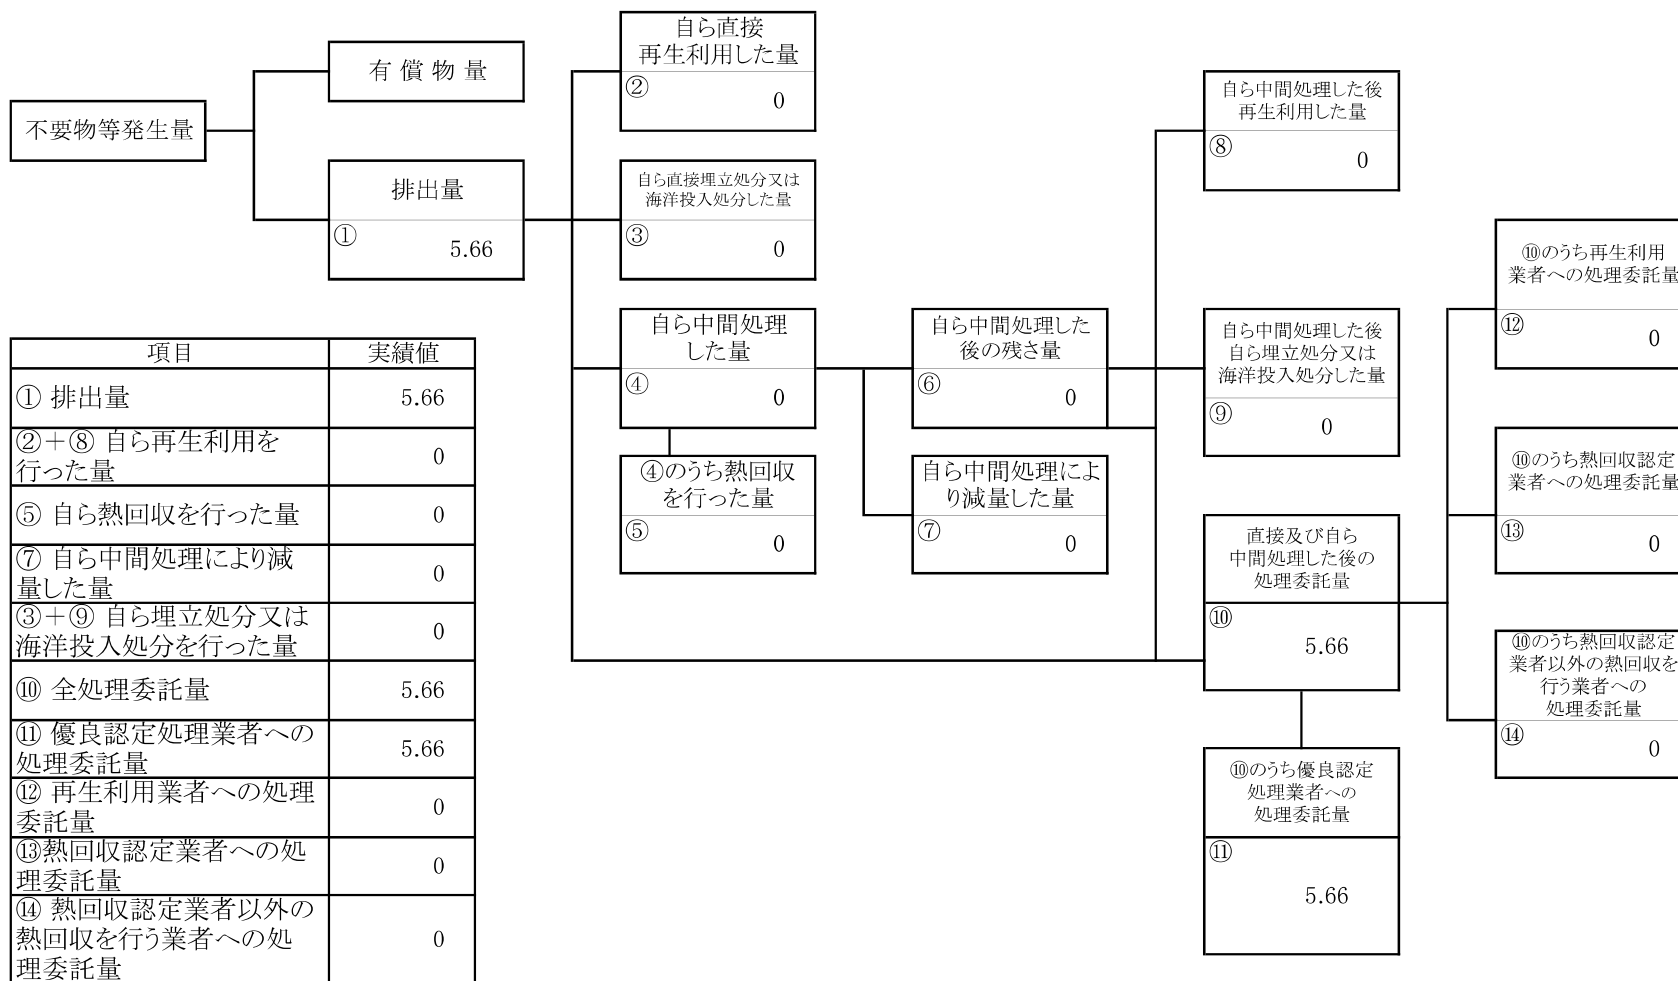 不要物等発生量
有 償 物 量
排出量
①
5.66
自ら直接
再生利用した量
②
0
自ら直接埋立処分又は
海洋投入処分した量
③
0
自ら中間処理
した量
④
0
④のうち熱回収
を行った量
⑤
0
自ら中間処理した
後の残さ量
⑥
0
自ら中間処理によ
り減量した量
⑦
0
自ら中間処理した後
再生利用した量
⑧
0
自ら中間処理した後
自ら埋立処分又は
海洋投入処分した量
⑨
0
直接及び自ら
中間処理した後の
処理委託量
⑩
5.66
⑩のうち優良認定
処理業者への
処理委託量
⑪
5.66
⑩のうち再生利用
業者への処理委託量
⑫
0
⑩のうち熱回収認定
業者への処理委託量
⑬
0
⑩のうち熱回収認定
業者以外の熱回収を
行う業者への
処理委託量
⑭
0
項目 実績値
① 排出量 5.66
②+⑧ 自ら再生利用を
行った量 0
⑤ 自ら熱回収を行った量 0
⑦ 自ら中間処理により減
量した量 0
③+⑨ 自ら埋立処分又は
海洋投入処分を行った量 0
⑩ 全処理委託量 5.66
⑪ 優良認定処理業者への
処理委託量 5.66
⑫ 再生利用業者への処理
委託量 0
⑬熱回収認定業者への処
理委託量 0
⑭ 熱回収認定業者以外の
熱回収を行う業者への処
理委託量 0